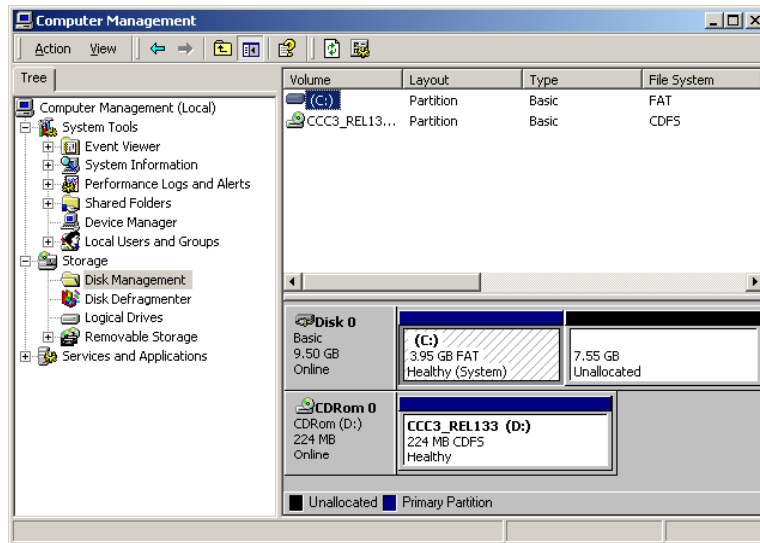 Computer Management
Action View
Tree
Computer Management (Local)
System Tools
Event Viewer
System Information
Performance Logs and Alerts
Shared Folders
Device Manager
Local Users and Groups
Storage
Disk Management
Disk Defragmenter
Logical Drives
Removable Storage
Services and Applications
Volume Layout Type File System
(C:) Partition Basic FAT
CCC3_REL13... Partition Basic CDFS
Disk 0
Basic
9.50 GB
Online
(C:)
3.95 GB FAT
Healthy (System)
7.55 GB
Unallocated
CDRom 0
CDRom (D:)
224 MB
Online
CCC3_REL133 (D:)
224 MB CDFS
Healthy
Unallocated Primary Partition